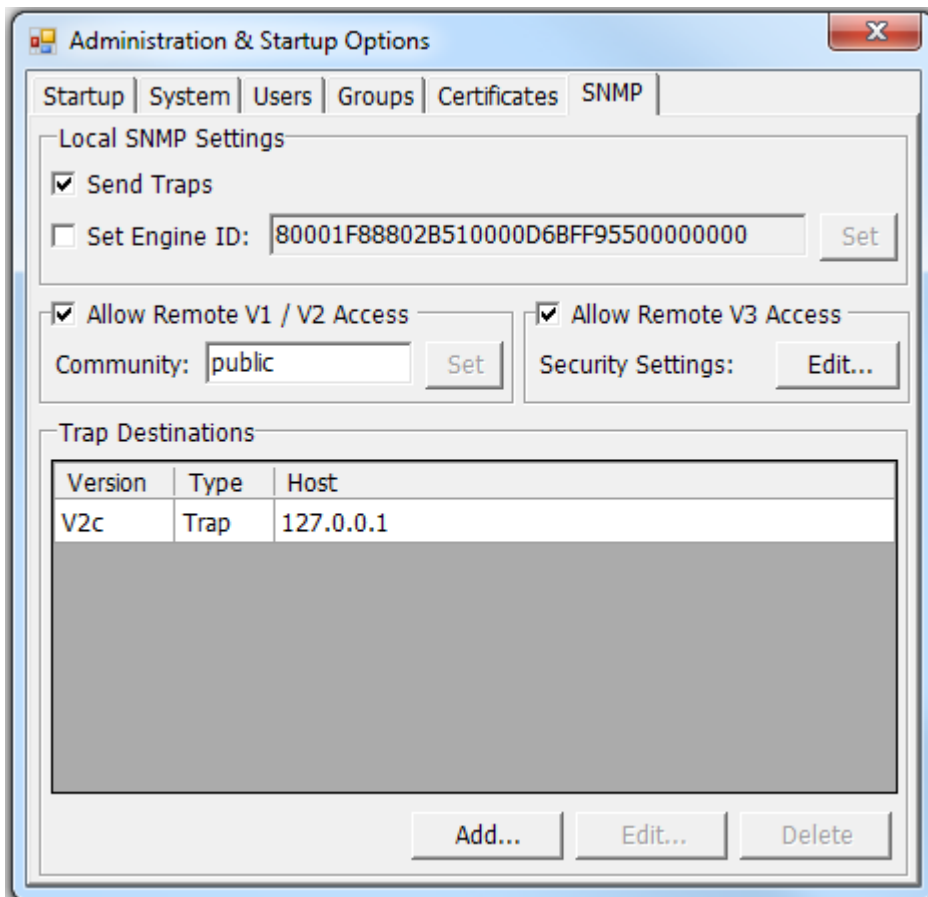 Administration & Startup Options
Startup System Users Groups Certificates SNMP
Local SNMP Settings
Send Traps
Set Engine ID: 80001F88802B510000D6BFF95500000000 Set
Allow Remote V1 / V2 Access Allow Remote V3 Access
Community: public Set Security Settings: Edit...
Trap Destinations
Version Type Host
V2c Trap 127.0.0.1
Add... Edit... Delete